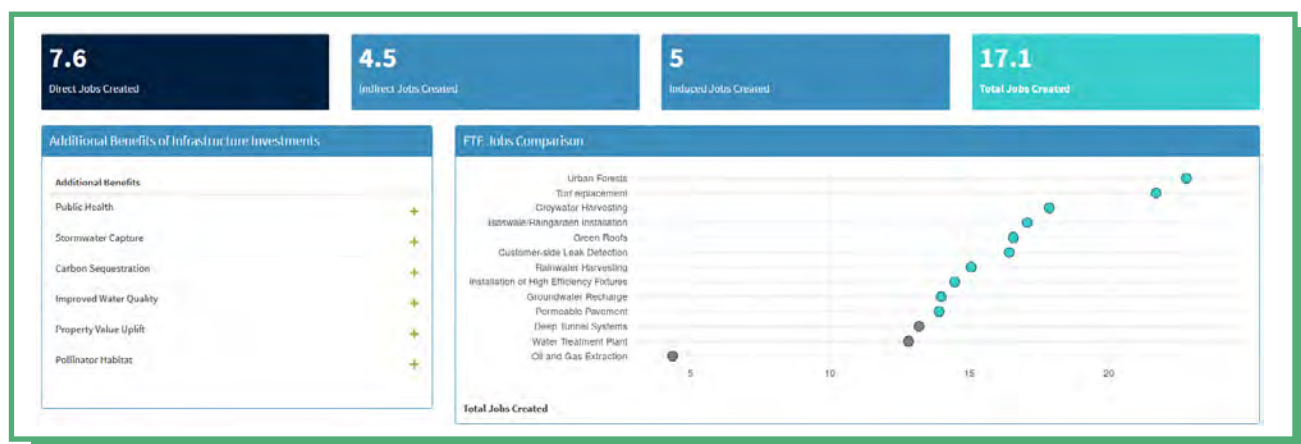 7.6
Direct Jobs Created
4.5
Indirect Jobs Created
5
Induced Jobs Created
17.1
Total Jobs Created
Additional Benefits of Infrastructure Investments
Additional Benefits
Public Health +
Stormwater Capture +
Carbon Sequestration +
Improved Water Quality +
Property Value Uplift +
Pollinator Habitat +
FTE Jobs Comparison
Urban Forests
Turf replacement
Greywater Harvesting
Bioswale/Raingarden Installation
Green Roofs
Customer-side Leak Detection
Rainwater Harvesting
Installation of High Efficiency Fixtures
Groundwater Recharge
Permeable Pavement
Deep Tunnel Systems
Water Treatment Plant
Oil and Gas Extraction
5 10 15 20
Total Jobs Created